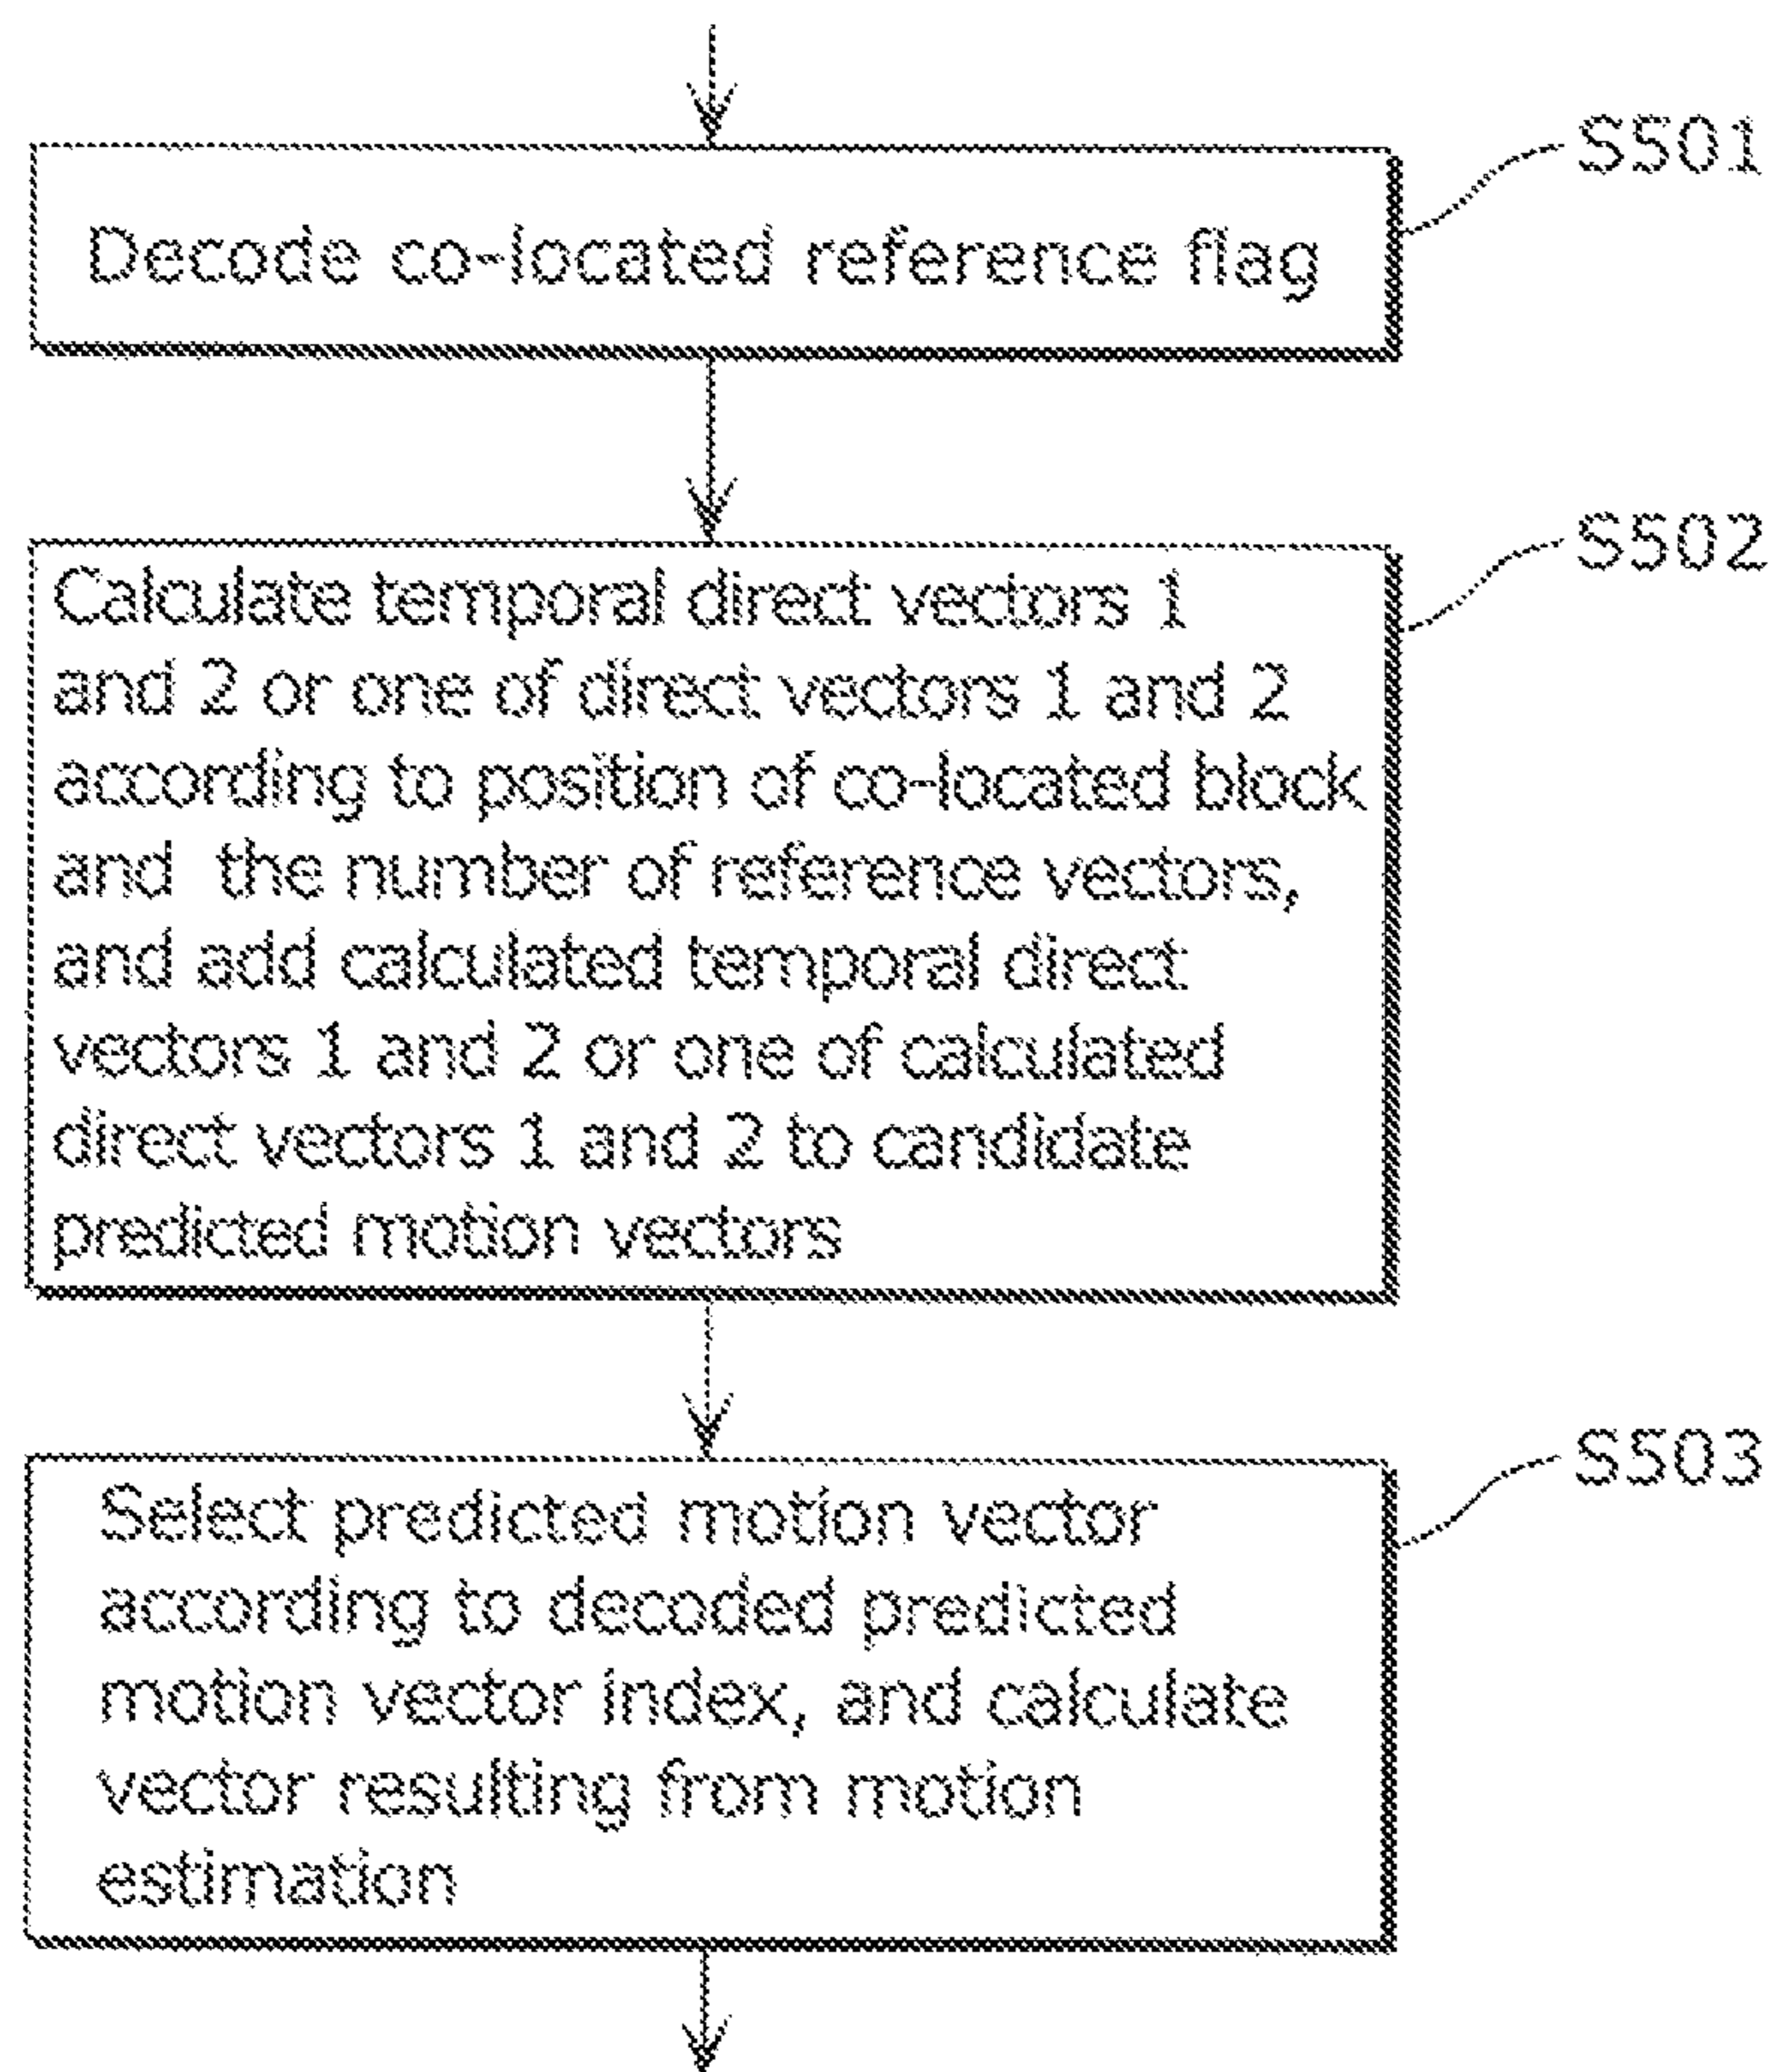 S501
Decode co-located reference flag
S502
Calculate temporal direct vectors 1
and 2 or one of direct vectors 1 and 2
according to position of co-located block
and the number of reference vectors,
and add calculated temporal direct
vectors 1 and 2 or one of calculated
direct vectors 1 and 2 to candidate
predicted motion vectors
S503
Select predicted motion vector
according to decoded predicted
motion vector index, and calculate
vector resulting from motion
estimation